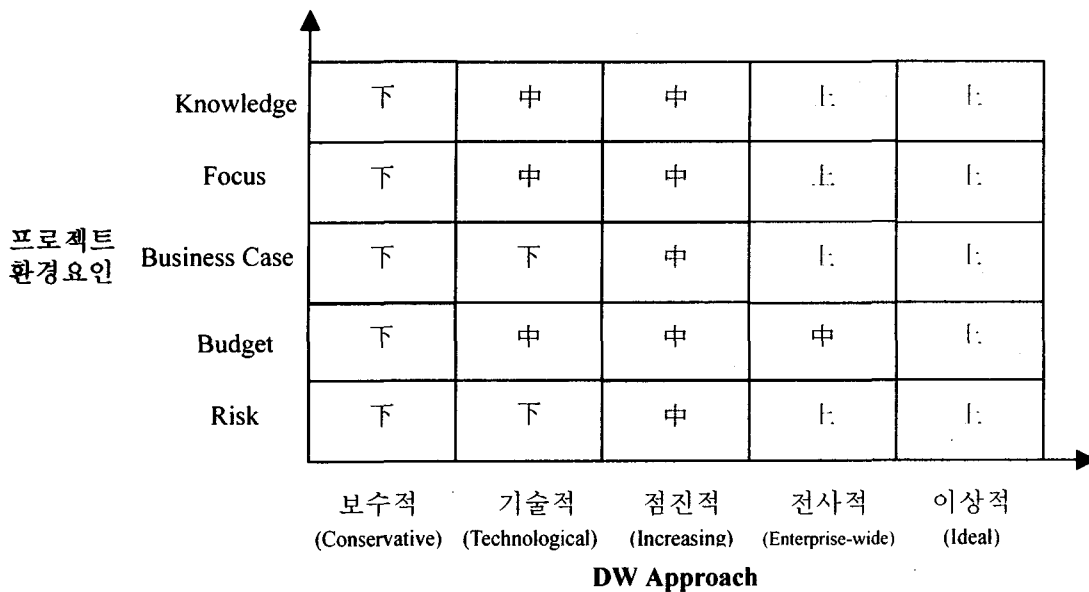 Knowledge 下 中 中 上 上
Focus 下 中 中 上 上
프로젝트
환경요인
Business Case 下 下 中 上 上
Budget 下 中 中 中 上
Risk 下 下 中 上 上
보수적 기술적 점진적 전사적 이상적
(Conservative) (Technological) (Increasing) (Enterprise-wide) (Ideal)
DW Approach